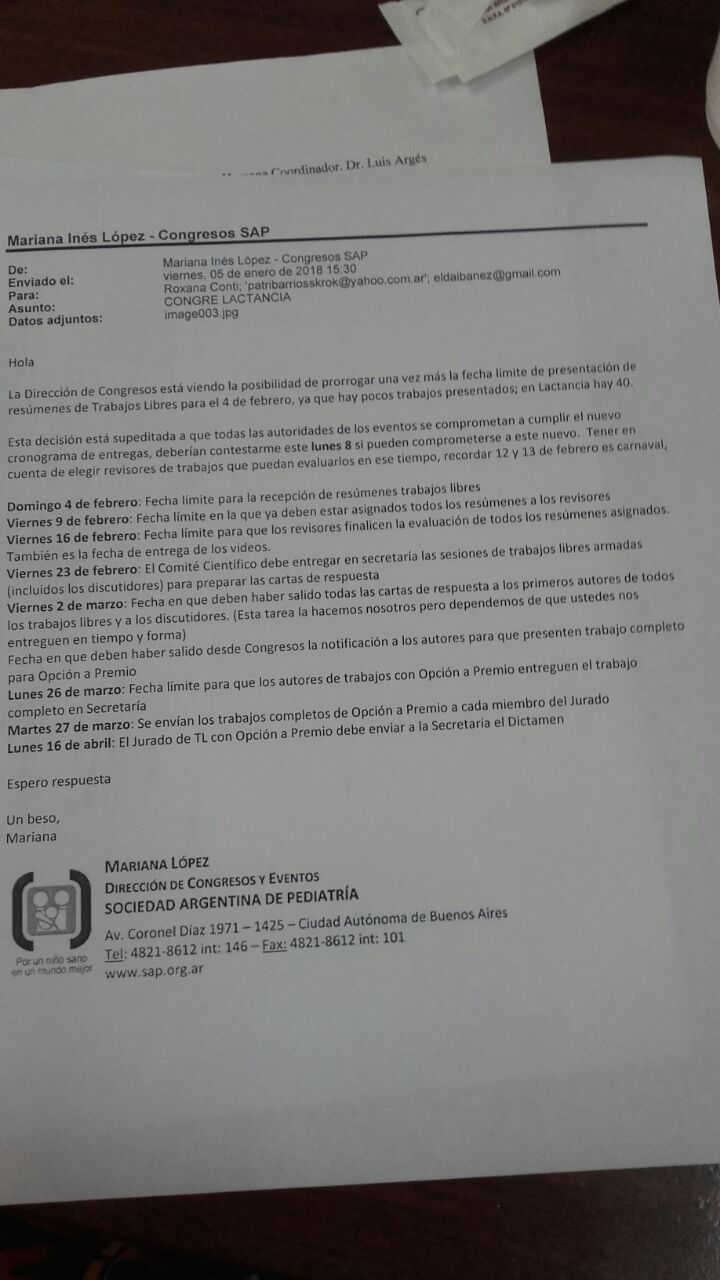 Coordinador. Dr. Luis Argés
Mariana Inés López - Congresos SAP
De: Mariana Inés López - Congresos SAP
Enviado el: viernes, 05 de enero de 2018 15:30
Para: Roxana Conti; 'patribarriosskrok@yahoo.com.ar'; eldaibanez@gmail.com
Asunto: CONGRE LACTANCIA
Datos adjuntos: image003.jpg
Hola
La Dirección de Congresos está viendo la posibilidad de prorrogar una vez más la fecha límite de presentación de
resúmenes de Trabajos Libres para el 4 de febrero, ya que hay pocos trabajos presentados; en Lactancia hay 40.
Esta decisión está supeditada a que todas las autoridades de los eventos se comprometan a cumplir el nuevo
cronograma de entregas, deberían contestarme este lunes 8 si pueden comprometerse a este nuevo. Tener en
cuenta de elegir revisores de trabajos que puedan evaluarlos en ese tiempo, recordar 12 y 13 de febrero es carnaval,
Domingo 4 de febrero: Fecha límite para la recepción de resúmenes trabajos libres
Viernes 9 de febrero: Fecha límite en la que ya deben estar asignados todos los resúmenes a los revisores
Viernes 16 de febrero: Fecha límite para que los revisores finalicen la evaluación de todos los resúmenes asignados.
También es la fecha de entrega de los videos.
Viernes 23 de febrero: El Comité Científico debe entregar en secretaría las sesiones de trabajos libres armadas
(incluidos los discutidores) para preparar las cartas de respuesta
Viernes 2 de marzo: Fecha en que deben haber salido todas las cartas de respuesta a los primeros autores de todos
los trabajos libres y a los discutidores. (Esta tarea la hacemos nosotros pero dependemos de que ustedes nos
entreguen en tiempo y forma)
Fecha en que deben haber salido desde Congresos la notificación a los autores para que presenten trabajo completo
para Opción a Premio
Lunes 26 de marzo: Fecha límite para que los autores de trabajos con Opción a Premio entreguen el trabajo
completo en Secretaría
Martes 27 de marzo: Se envían los trabajos completos de Opción a Premio a cada miembro del Jurado
Lunes 16 de abril: El Jurado de TL con Opción a Premio debe enviar a la Secretaría el Dictamen
Espero respuesta
Un beso,
Mariana
MARIANA LÓPEZ
DIRECCIÓN DE CONGRESOS Y EVENTOS
SOCIEDAD ARGENTINA DE PEDIATRÍA
Av. Coronel Díaz 1971 – 1425 – Ciudad Autónoma de Buenos Aires
Tel: 4821-8612 int: 146 – Fax: 4821-8612 int: 101
www.sap.org.ar
Por un niño sano
en un mundo mejor